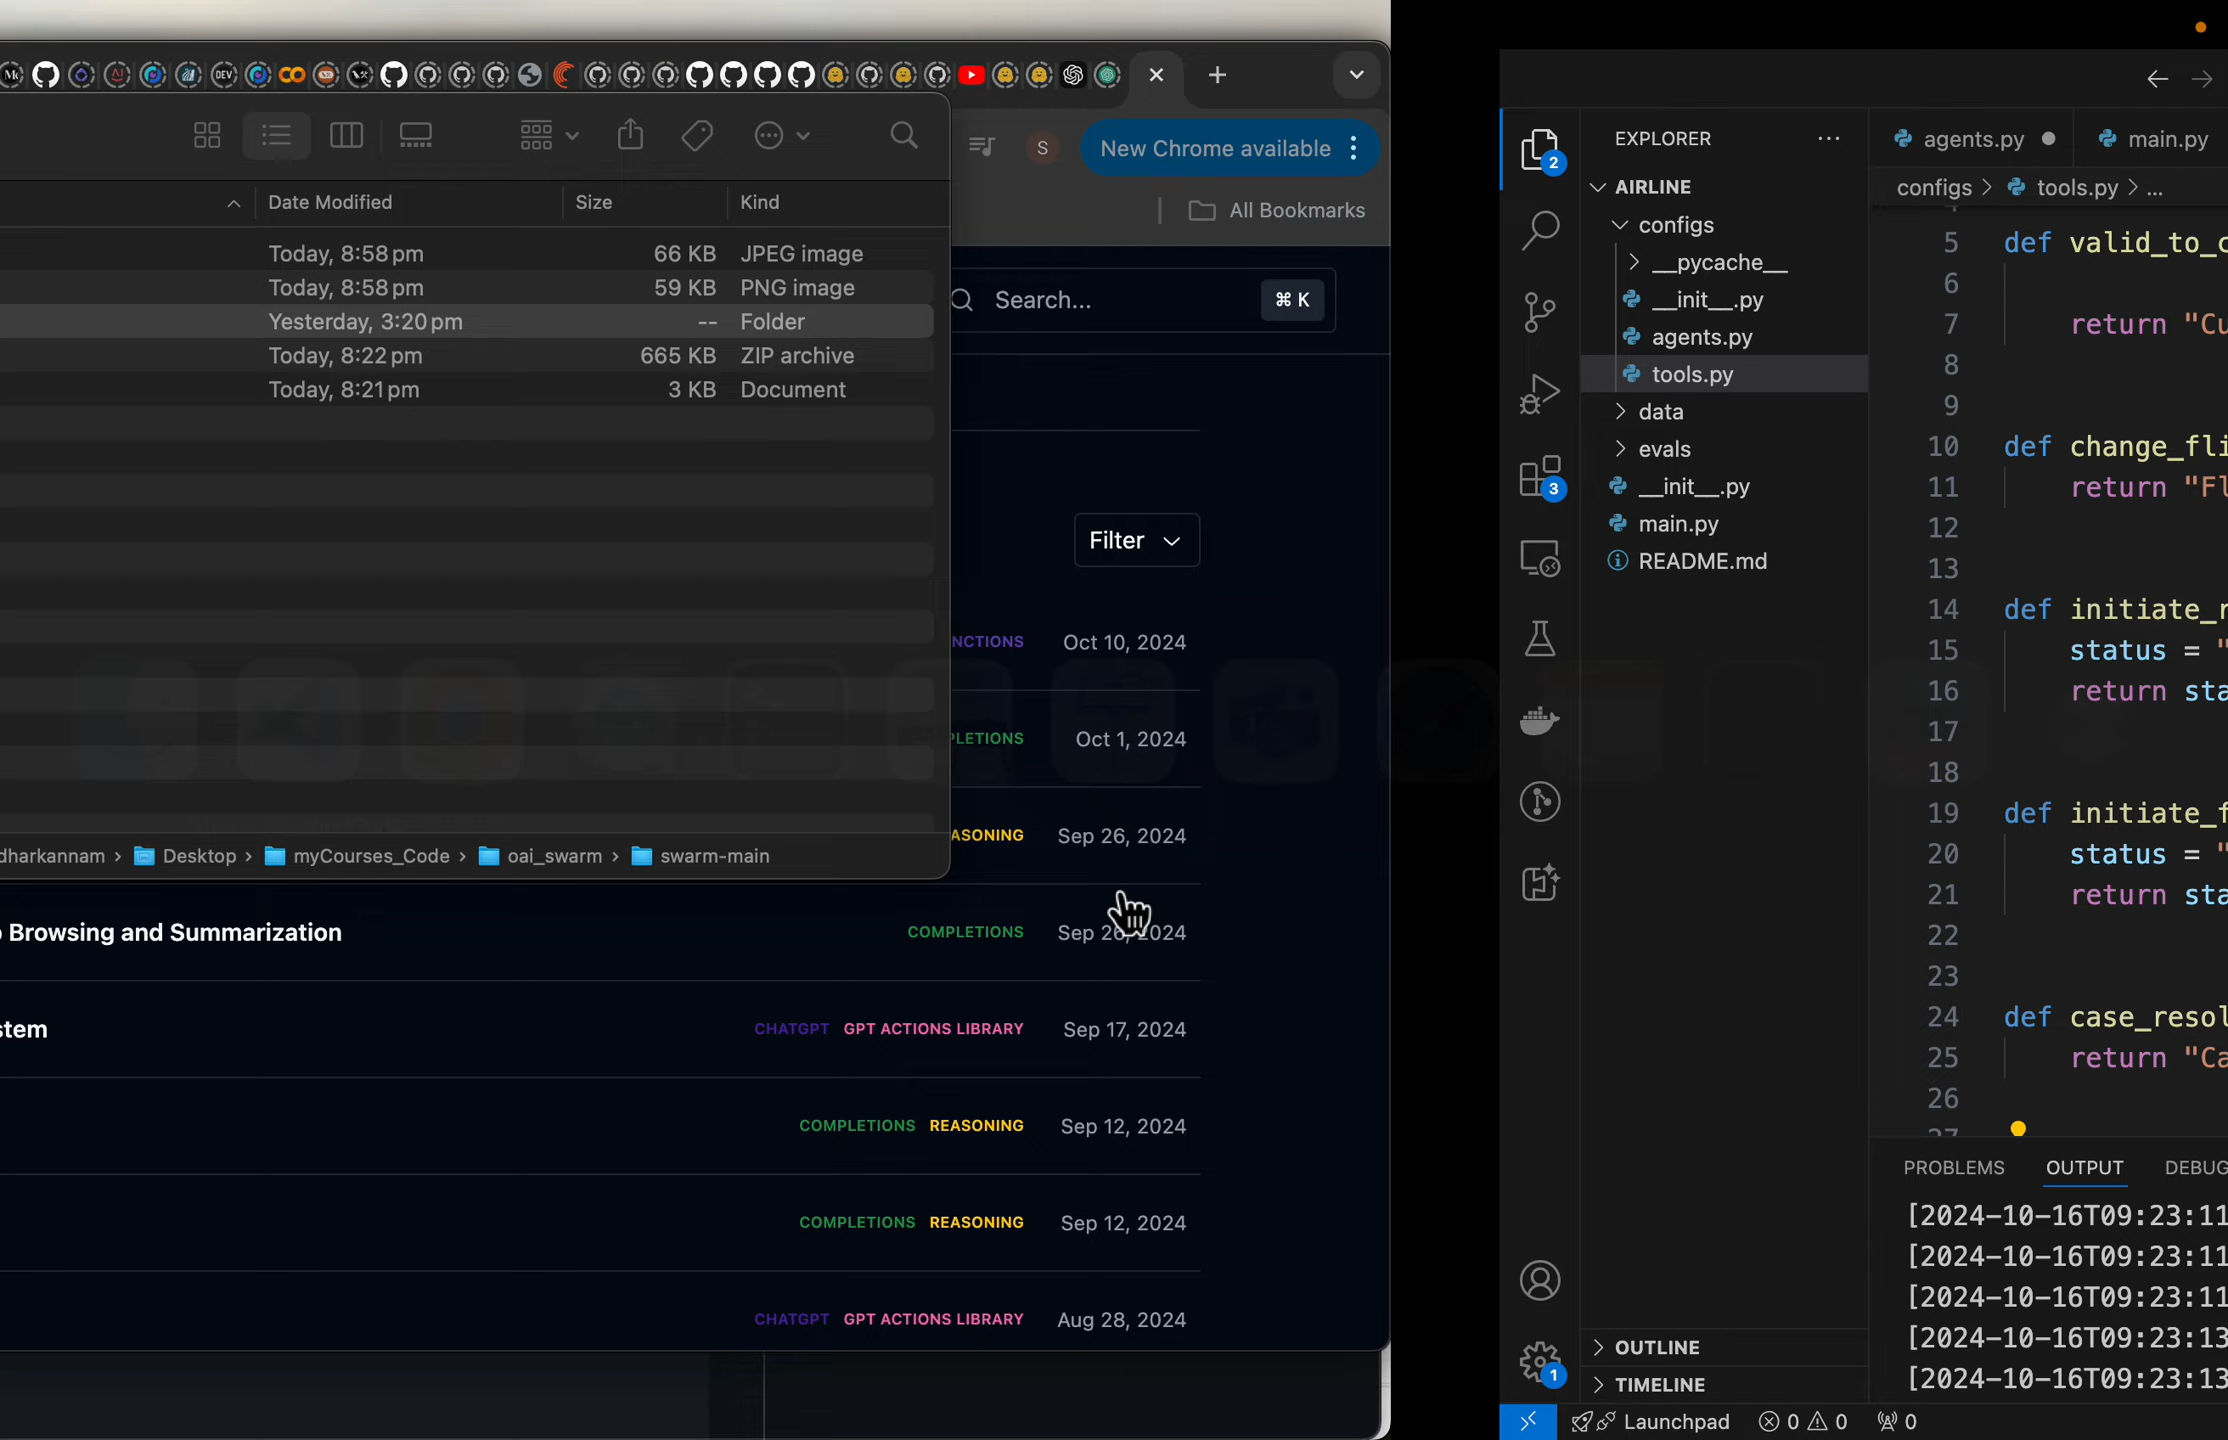 DEV
S
New Chrome available
Date Modified
Size
Kind
All Bookmarks
Today, 8:58 pm 66 KB JPEG image
Today, 8:58 pm 59 KB PNG image
Yesterday, 3:20 pm -- Folder
Today, 8:22 pm 665 KB ZIP archive
Today, 8:21 pm 3 KB Document
Search...
⌘ K
Filter
NCTIONS Oct 10, 2024
LETIONS Oct 1, 2024
ASONING Sep 26, 2024
dharkannam › Desktop › myCourses_Code › oai_swarm › swarm-main
Browsing and Summarization COMPLETIONS Sep 26, 2024
stem CHATGPT GPT ACTIONS LIBRARY Sep 17, 2024
COMPLETIONS REASONING Sep 12, 2024
COMPLETIONS REASONING Sep 12, 2024
CHATGPT GPT ACTIONS LIBRARY Aug 28, 2024
EXPLORER
2
AIRLINE
configs
__pycache__
__init__.py
agents.py
tools.py
data
evals
__init__.py
main.py
README.md
3
OUTLINE
TIMELINE
1
agents.py
main.py
configs > tools.py > ...
5 def valid_to_c
6
7 return "Cu
8
9
10 def change_fli
11 return "Fl
12
13
14 def initiate_r
15 status = "
16 return sta
17
18
19 def initiate_f
20 status = "
21 return sta
22
23
24 def case_resol
25 return "Ca
26
27
PROBLEMS OUTPUT DEBUG
[2024-10-16T09:23:11
[2024-10-16T09:23:11
[2024-10-16T09:23:11
[2024-10-16T09:23:13
[2024-10-16T09:23:13
Launchpad 0 0 0